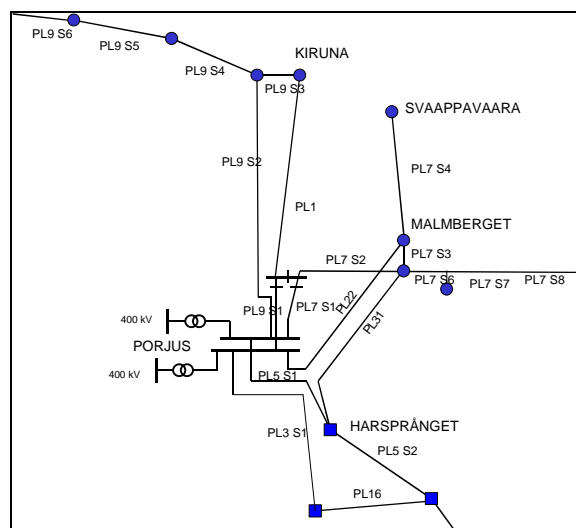 PL9 S6
PL9 S5
PL9 S4
KIRUNA
PL9 S3
SVAAPPAVAARA
PL9 S2
PL7 S4
PL1
MALMBERGET
PL7 S3
PL7 S2
PL7 S6
PL7 S7
PL7 S8
PL22
PL9 S1
PL7 S1
400 kV
PL31
PORJUS
400 kV
PL5 S1
HARSPRÅNGET
PL3 S1
PL5 S2
PL16